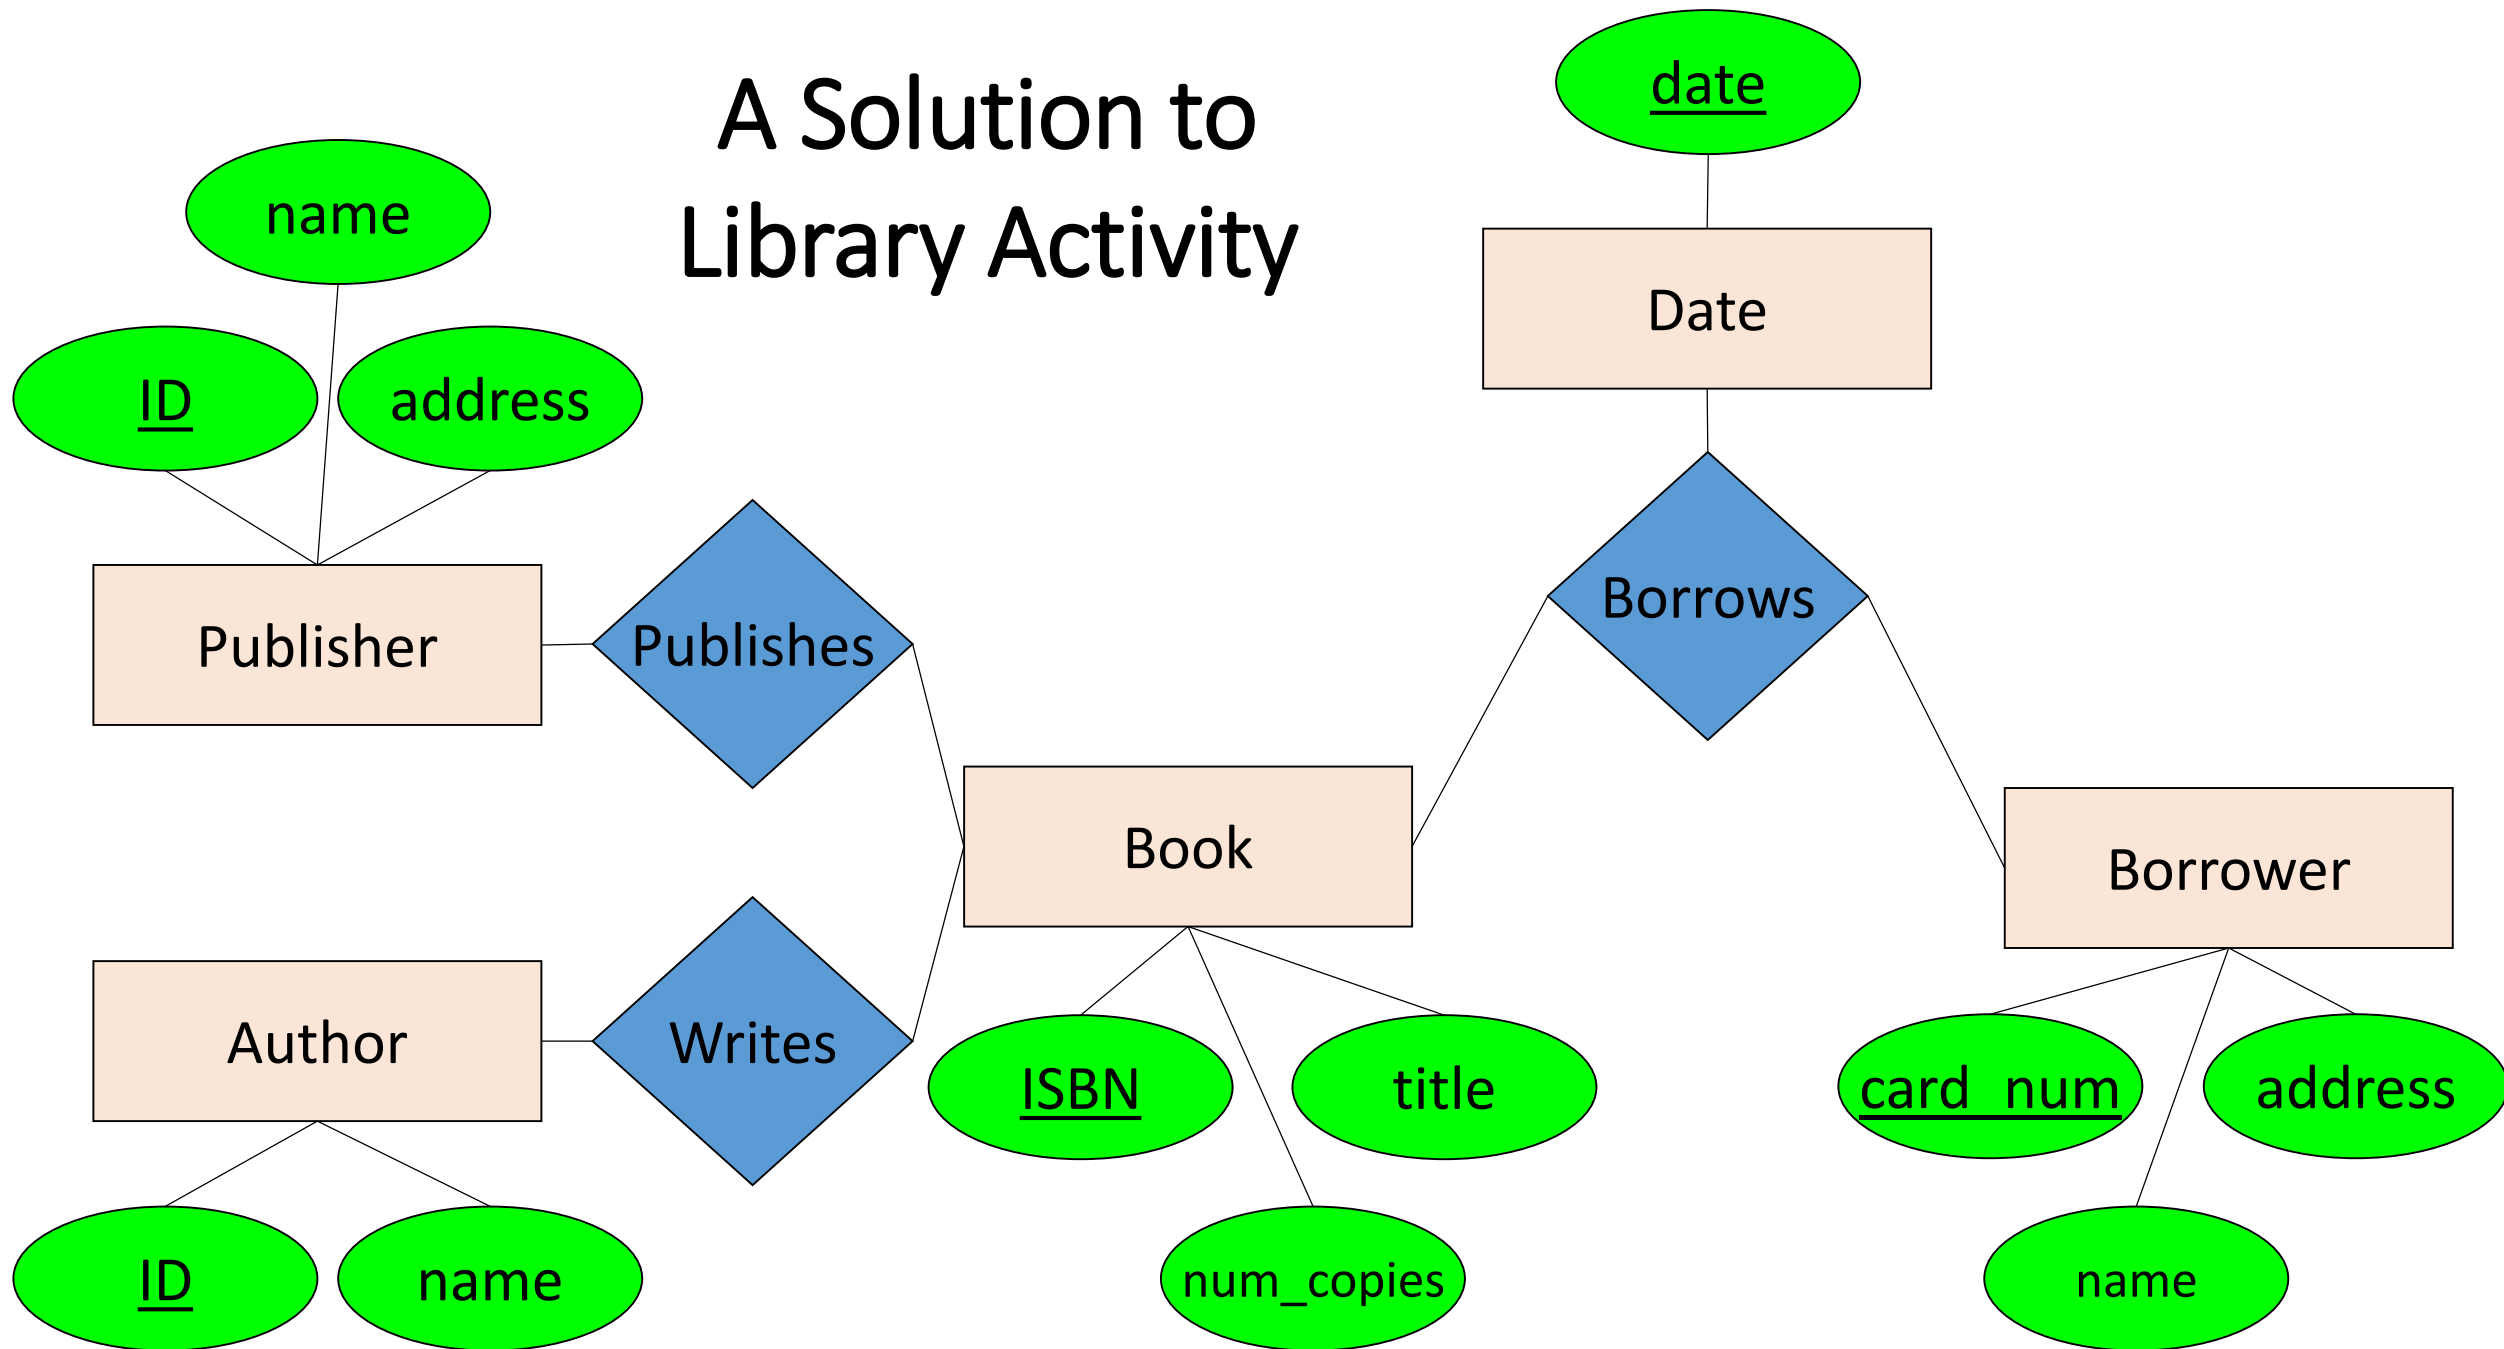 A Solution to
Library Activity
date
name
Date
ID
address
Publisher
Publishes
Borrows
Book
Borrower
Author
Writes
ISBN
title
card_num
address
ID
name
num_copies
name